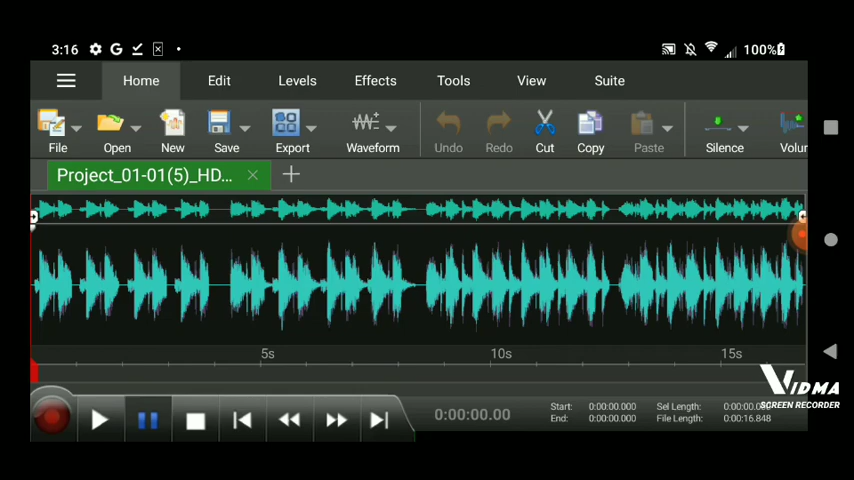 3:16 G 100%
Home Edit Levels Effects Tools View Suite
File Open New Save Export Waveform Undo Redo Cut Copy Paste Silence Volu
Project_01-01(5)_HD...
5s 10s 15s
VIDMA
SCREEN RECORDER
0:00:00.00
Start: 0:00:00.000 Sel Length: 0:00:00.000
End: 0:00:00.000 File Length: 0:00:16.848